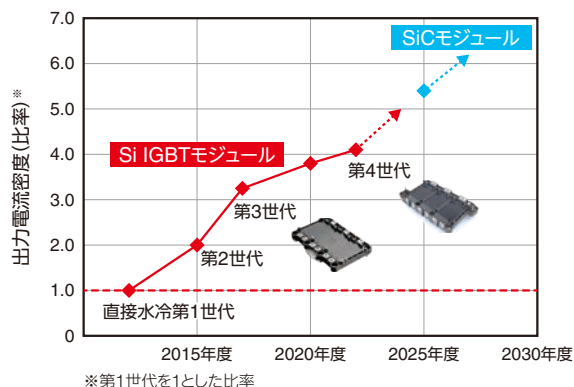 7.0
6.0
5.0
4.0
3.0
2.0
1.0
0
出力電流密度(比率)※
SiCモジュール
Si IGBTモジュール
第4世代
第3世代
第2世代
直接水冷第1世代
2015年度
2020年度
2025年度
2030年度
※第1世代を1とした比率